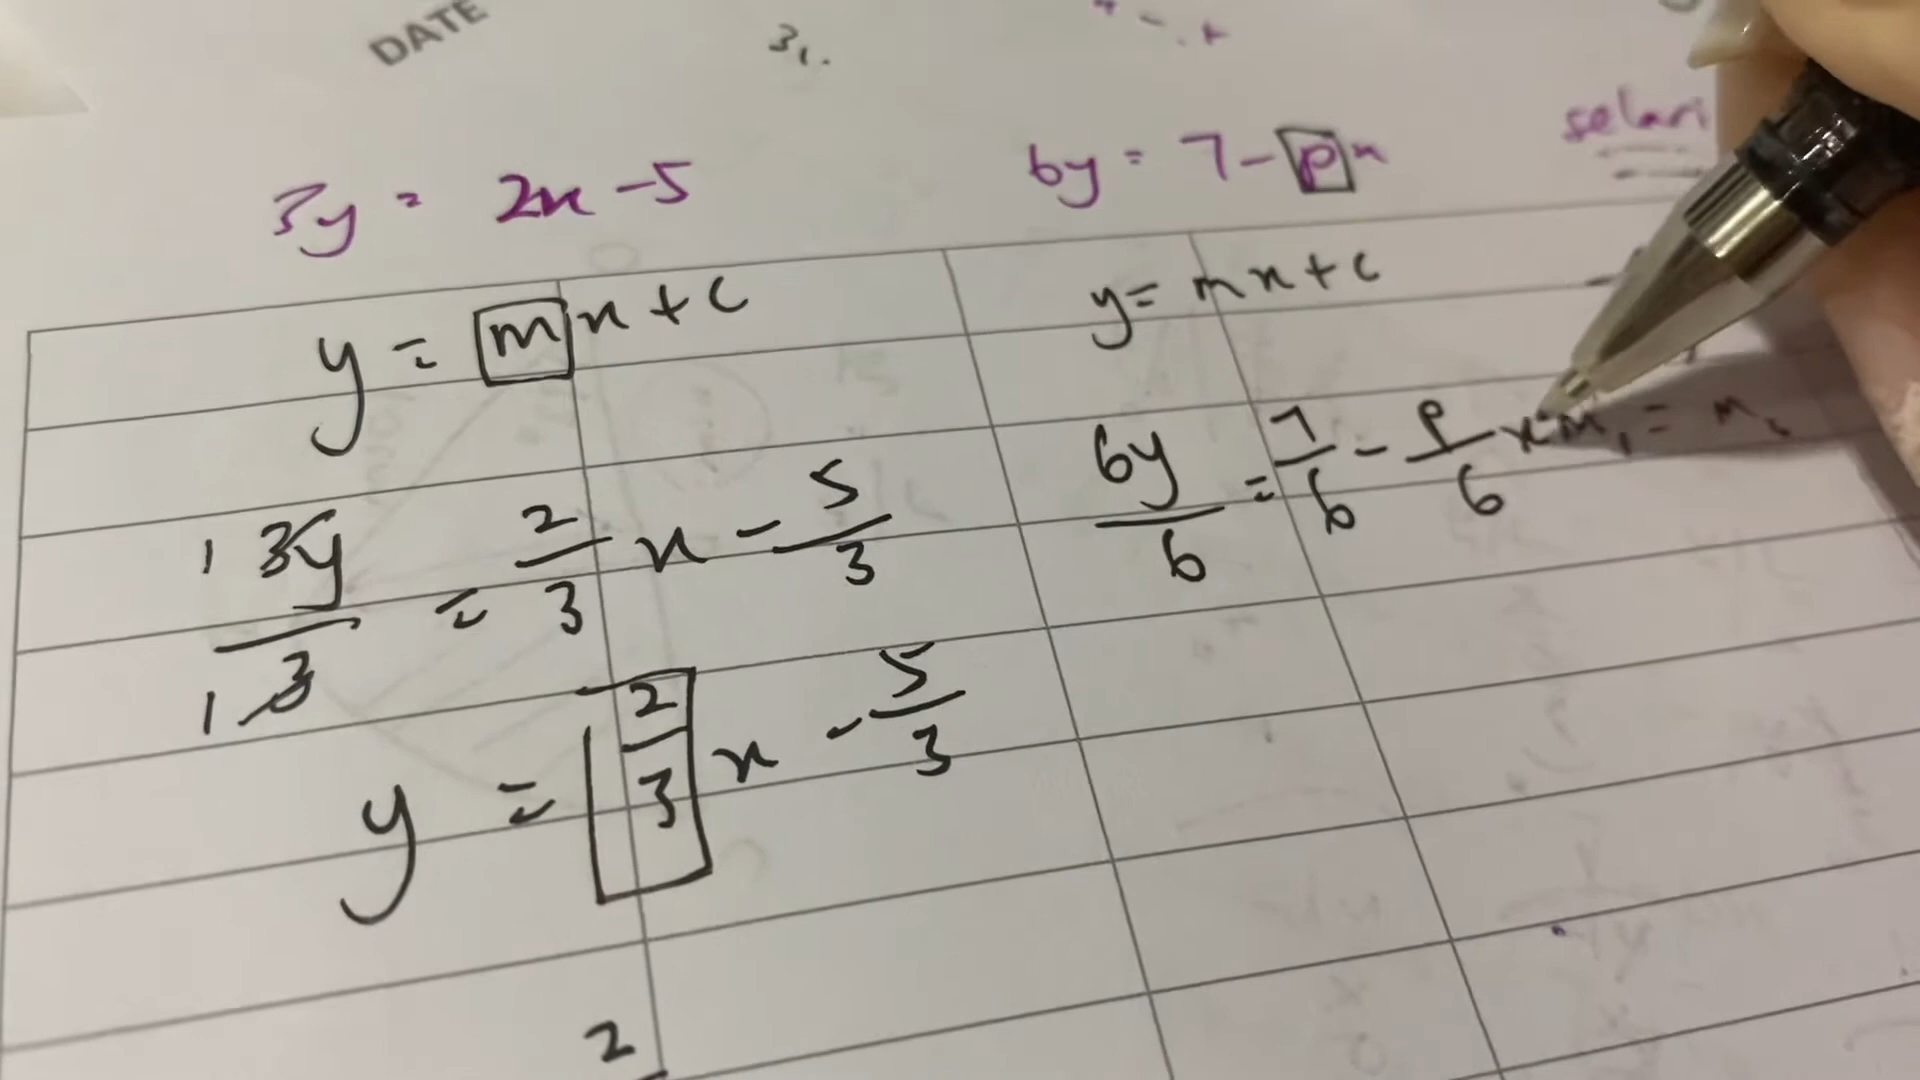 DATE
3y = 2x - 5
6y = 7 - px
selari
y = mx + c
y = mx + c
3y/3 = 2/3 x - 5/3
6y/6 = 7/6 - p/6 x
m₁ = m₂
y = 2/3 x - 5/3
2